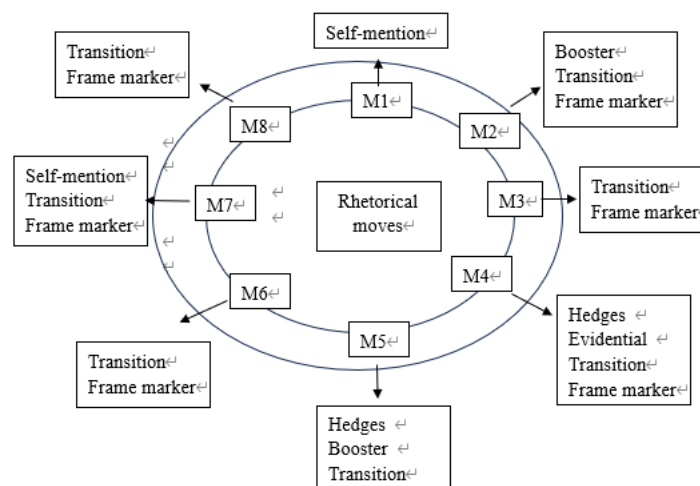 Self-mention
Transition
Frame marker
Booster
Transition
Frame marker
M1
M8
M2
Self-mention
Transition
Frame marker
M7
Rhetorical
moves
M3
Transition
Frame marker
M6
M4
Hedges
Evidential
Transition
Frame marker
Transition
Frame marker
M5
Hedges
Booster
Transition